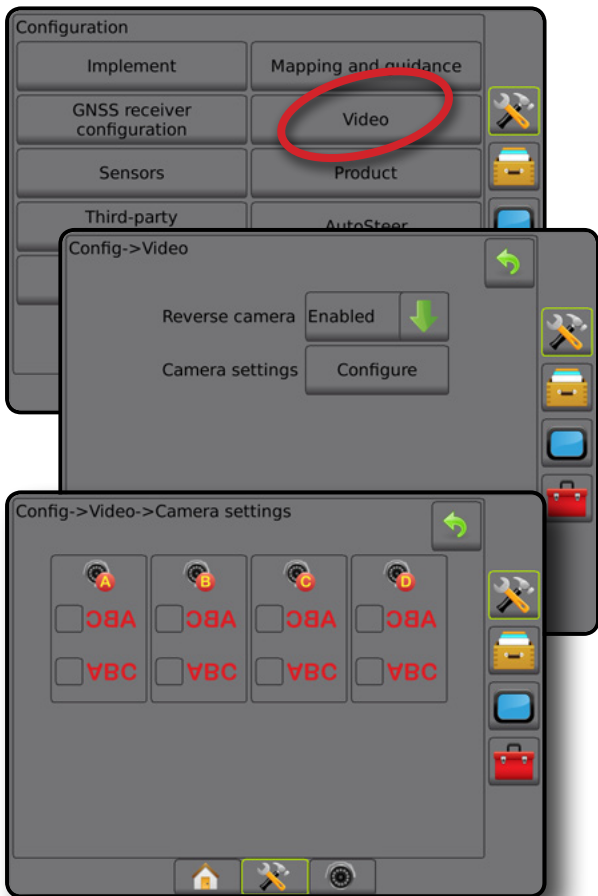 Configuration
Implement
Mapping and guidance
GNSS receiver
configuration
Video
Sensors
Product
Third-party
AutoSteer
Config->Video
Reverse camera Enabled
Camera settings Configure
Config->Video->Camera settings
A B C D
ABC ABC ABC ABC
ABC ABC ABC ABC